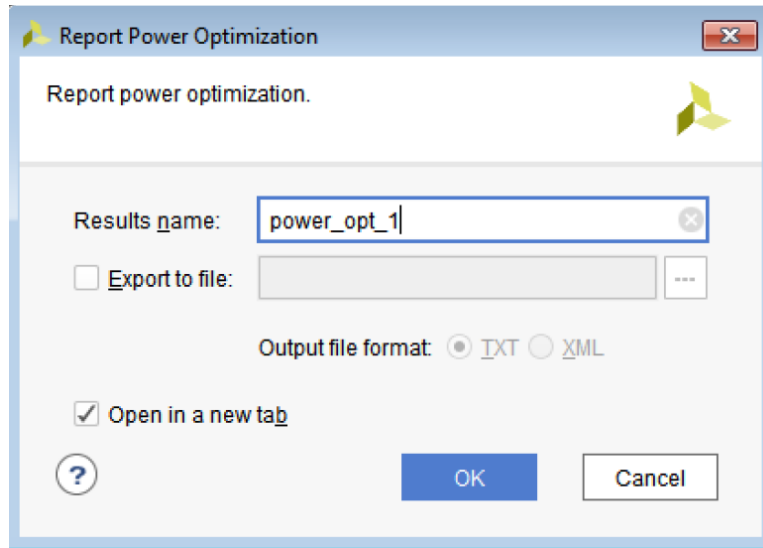 Report Power Optimization
Report power optimization.
Results name: power_opt_1
Export to file: ---
Output file format: TXT XML
Open in a new tab
? OK Cancel